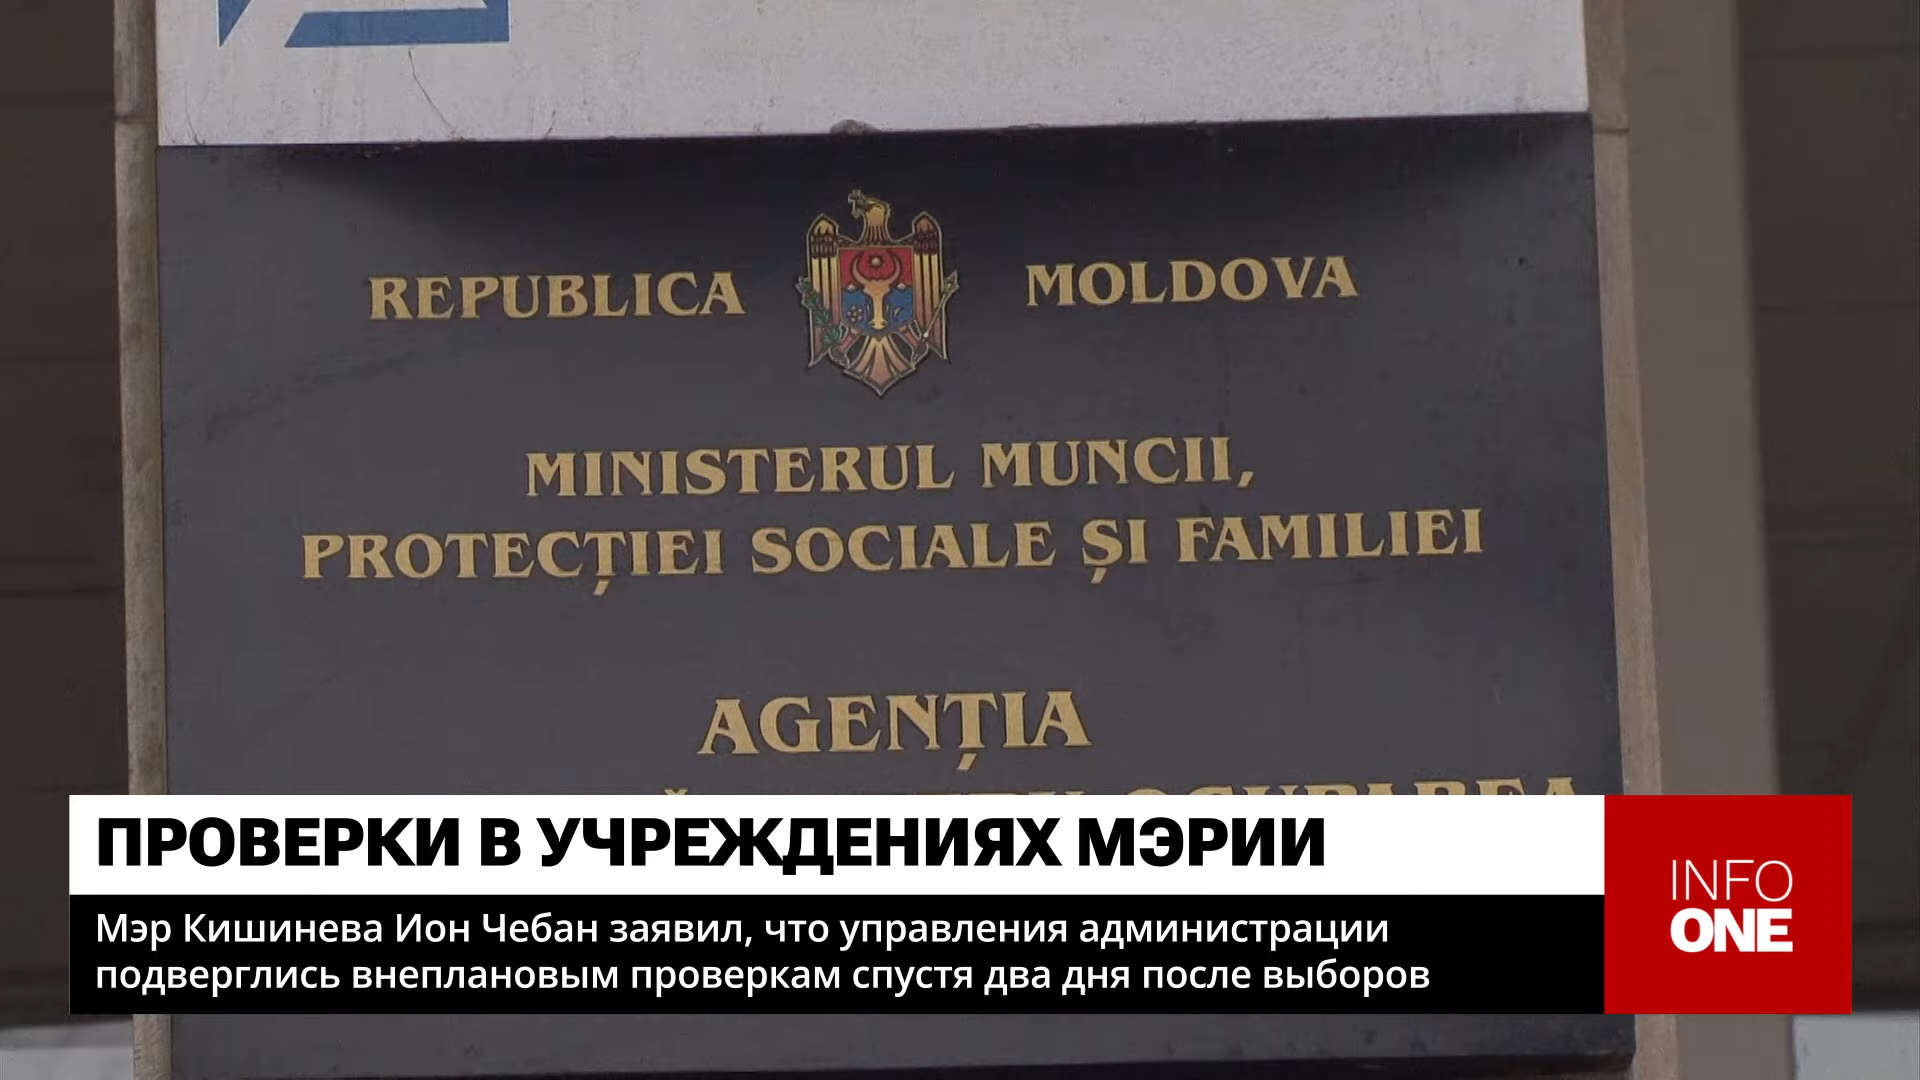 REPUBLICA MOLDOVA
MINISTERUL MUNCII,
PROTECȚIEI SOCIALE ȘI FAMILIEI
AGENȚIA
ПРОВЕРКИ В УЧРЕЖДЕНИЯХ МЭРИИ
Мэр Кишинева Ион Чебан заявил, что управления администрации
подверглись внеплановым проверкам спустя два дня после выборов
INFO
ONE